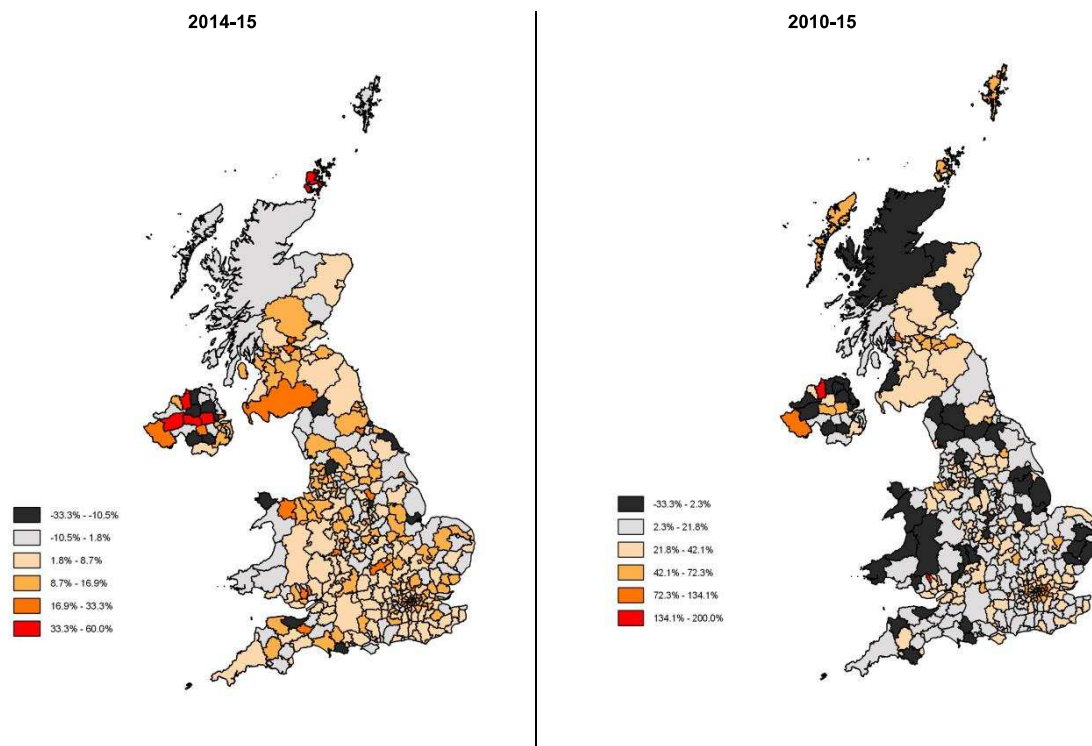 2014-15
-33.3% - -10.5%
-10.5% - 1.8%
1.8% - 8.7%
8.7% - 16.9%
16.9% - 33.3%
33.3% - 60.0%
2010-15
-33.3% - 2.3%
2.3% - 21.8%
21.8% - 42.1%
42.1% - 72.3%
72.3% - 134.1%
134.1% - 200.0%